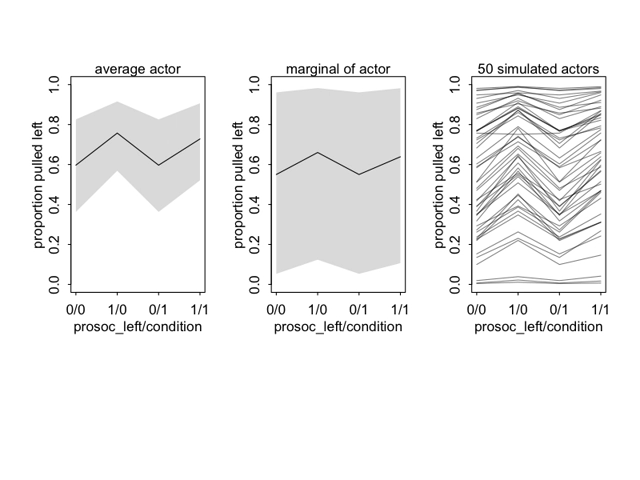 average actor
proportion pulled left
0.0 0.2 0.4 0.6 0.8 1.0
0/0 1/0 0/1 1/1
prosoc_left/condition
marginal of actor
proportion pulled left
0.0 0.2 0.4 0.6 0.8 1.0
0/0 1/0 0/1 1/1
prosoc_left/condition
50 simulated actors
proportion pulled left
0.0 0.2 0.4 0.6 0.8 1.0
0/0 1/0 0/1 1/1
prosoc_left/condition